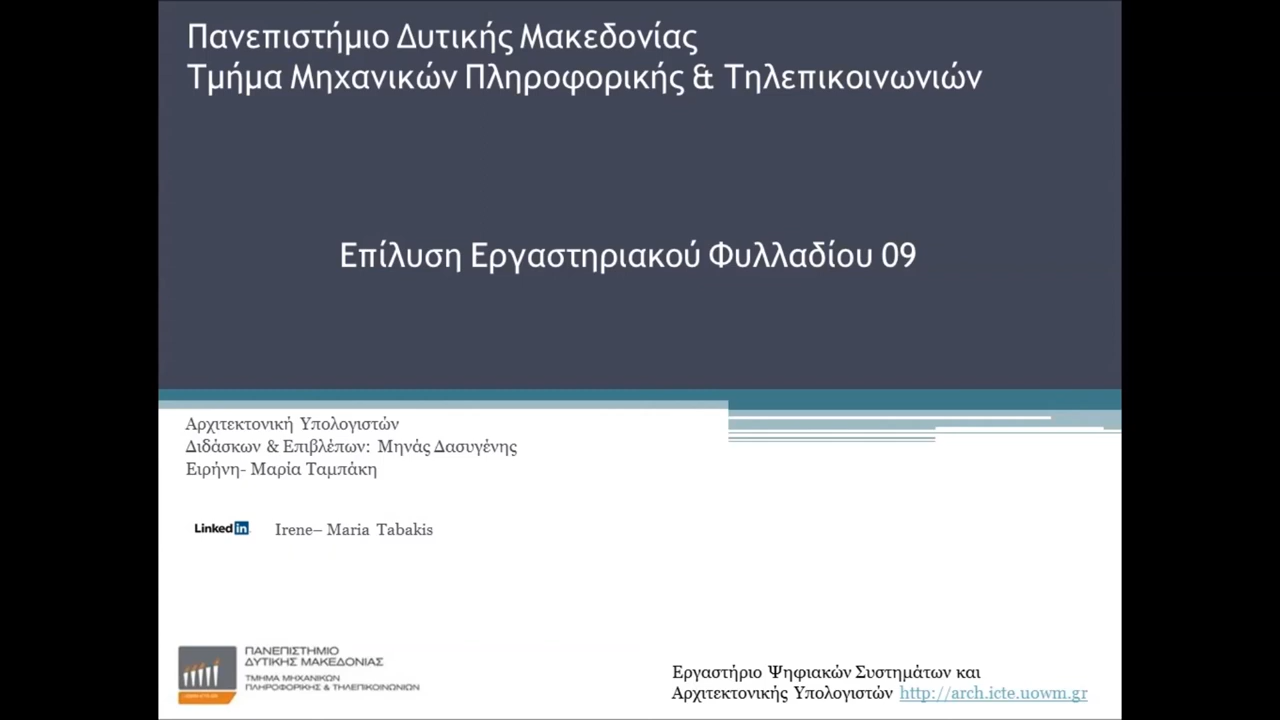 Πανεπιστήμιο Δυτικής Μακεδονίας
Τμήμα Μηχανικών Πληροφορικής & Τηλεπικοινωνιών
Επίλυση Εργαστηριακού Φυλλαδίου 09
Αρχιτεκτονική Υπολογιστών
Διδάσκων & Επιβλέπων: Μηνάς Δασυγένης
Ειρήνη- Μαρία Ταμπάκη
Linked in Irene– Maria Tabakis
ΠΑΝΕΠΙΣΤΗΜΙΟ
ΔΥΤΙΚΗΣ ΜΑΚΕΔΟΝΙΑΣ
ΤΜΗΜΑ ΜΗΧΑΝΙΚΩΝ
ΠΛΗΡΟΦΟΡΙΚΗΣ & ΤΗΛΕΠΙΚΟΙΝΩΝΙΩΝ
Εργαστήριο Ψηφιακών Συστημάτων και
Αρχιτεκτονικής Υπολογιστών http://arch.icte.uowm.gr